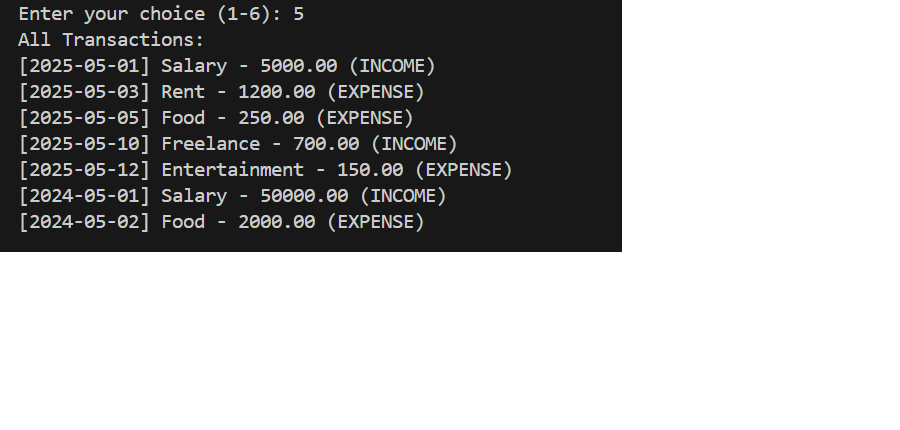 Enter your choice (1-6): 5
All Transactions:
[2025-05-01] Salary - 5000.00 (INCOME)
[2025-05-03] Rent - 1200.00 (EXPENSE)
[2025-05-05] Food - 250.00 (EXPENSE)
[2025-05-10] Freelance - 700.00 (INCOME)
[2025-05-12] Entertainment - 150.00 (EXPENSE)
[2024-05-01] Salary - 50000.00 (INCOME)
[2024-05-02] Food - 2000.00 (EXPENSE)